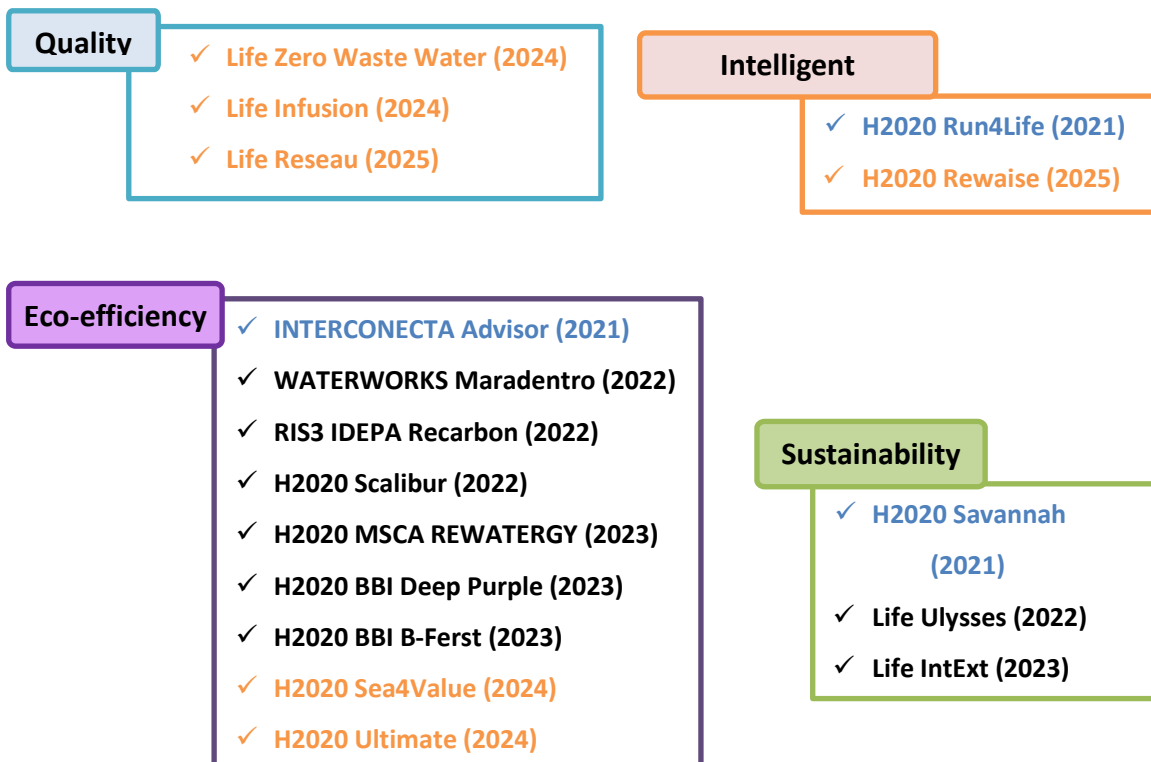 Quality
✓ Life Zero Waste Water (2024)
✓ Life Infusion (2024)
✓ Life Reseau (2025)
Intelligent
✓ H2020 Run4Life (2021)
✓ H2020 Rewaise (2025)
Eco-efficiency
✓ INTERCONECTA Advisor (2021)
✓ WATERWORKS Maradentro (2022)
✓ RIS3 IDEPA Recarbon (2022)
✓ H2020 Scalibur (2022)
✓ H2020 MSCA REWATERGY (2023)
✓ H2020 BBI Deep Purple (2023)
✓ H2020 BBI B-Ferst (2023)
✓ H2020 Sea4Value (2024)
✓ H2020 Ultimate (2024)
Sustainability
✓ H2020 Savannah
(2021)
✓ Life Ulysses (2022)
✓ Life IntExt (2023)